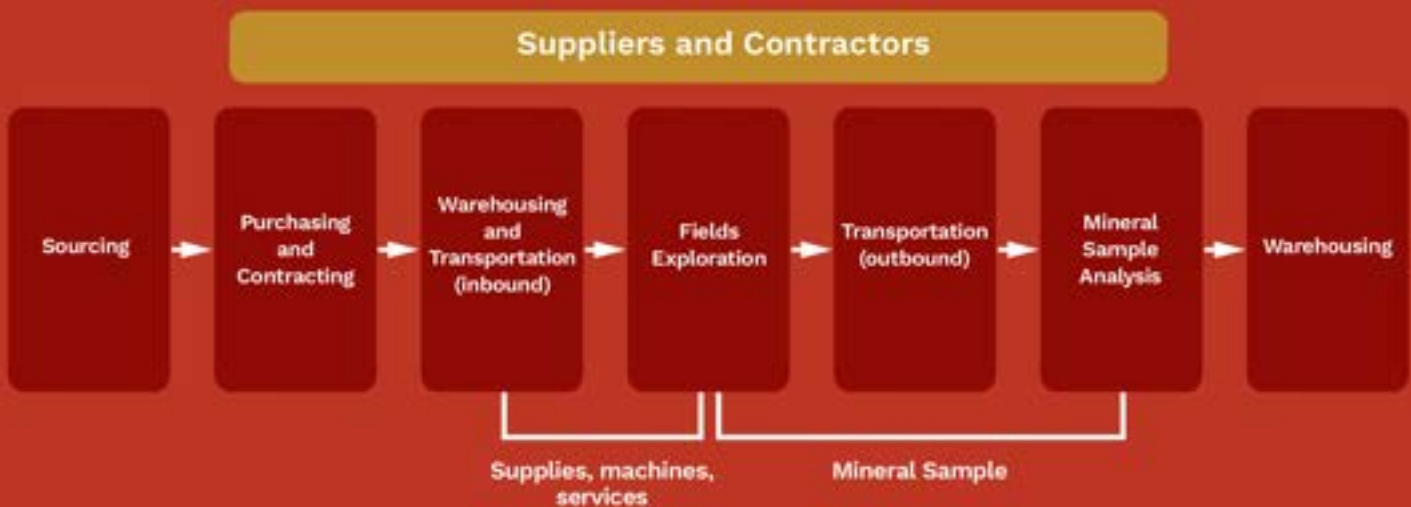 Suppliers and Contractors
Sourcing
Purchasing
and
Contracting
Warehousing
and
Transportation
(inbound)
Fields
Exploration
Transportation
(outbound)
Mineral
Sample
Analysis
Warehousing
Supplies, machines,
services
Mineral Sample